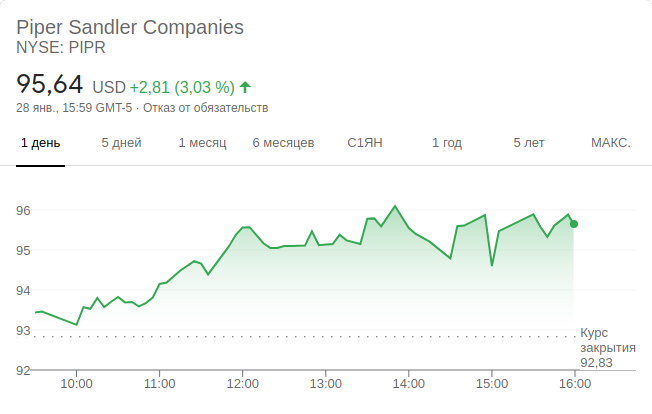 Piper Sandler Companies
NYSE: PIPR
95,64 USD +2,81 (3,03 %)
28 янв., 15:59 GMT-5 · Отказ от обязательств
1 день 5 дней 1 месяц 6 месяцев С1ЯН 1 год 5 лет МАКС.
96
95
94
93
92
Курс
закрытия
92,83
10:00 11:00 12:00 13:00 14:00 15:00 16:00